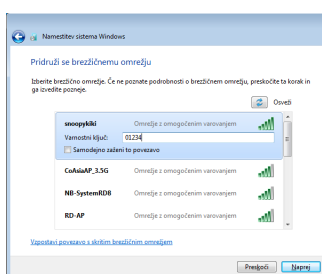 Namestitev sistema Windows
Pridruži se brezžičnemu omrežju
Izberite brezžično omrežje. Če ne poznate podrobnosti o brezžičnem omrežju, preskočite ta korak in
ga izvedite pozneje.
Osveži
snoopykiki Omrežje z omogočenim varovanjem
Varnostni ključ: 01234
Samodejno zaženi to povezavo
CoAsiaAP_3.5G Omrežje z omogočenim varovanjem
NB-SystemRD8 Omrežje z omogočenim varovanjem
RD-AP Omrežje z omogočenim varovanjem
Vzpostavi povezavo s skritim brezžičnim omrežjem
Preskoči Naprej